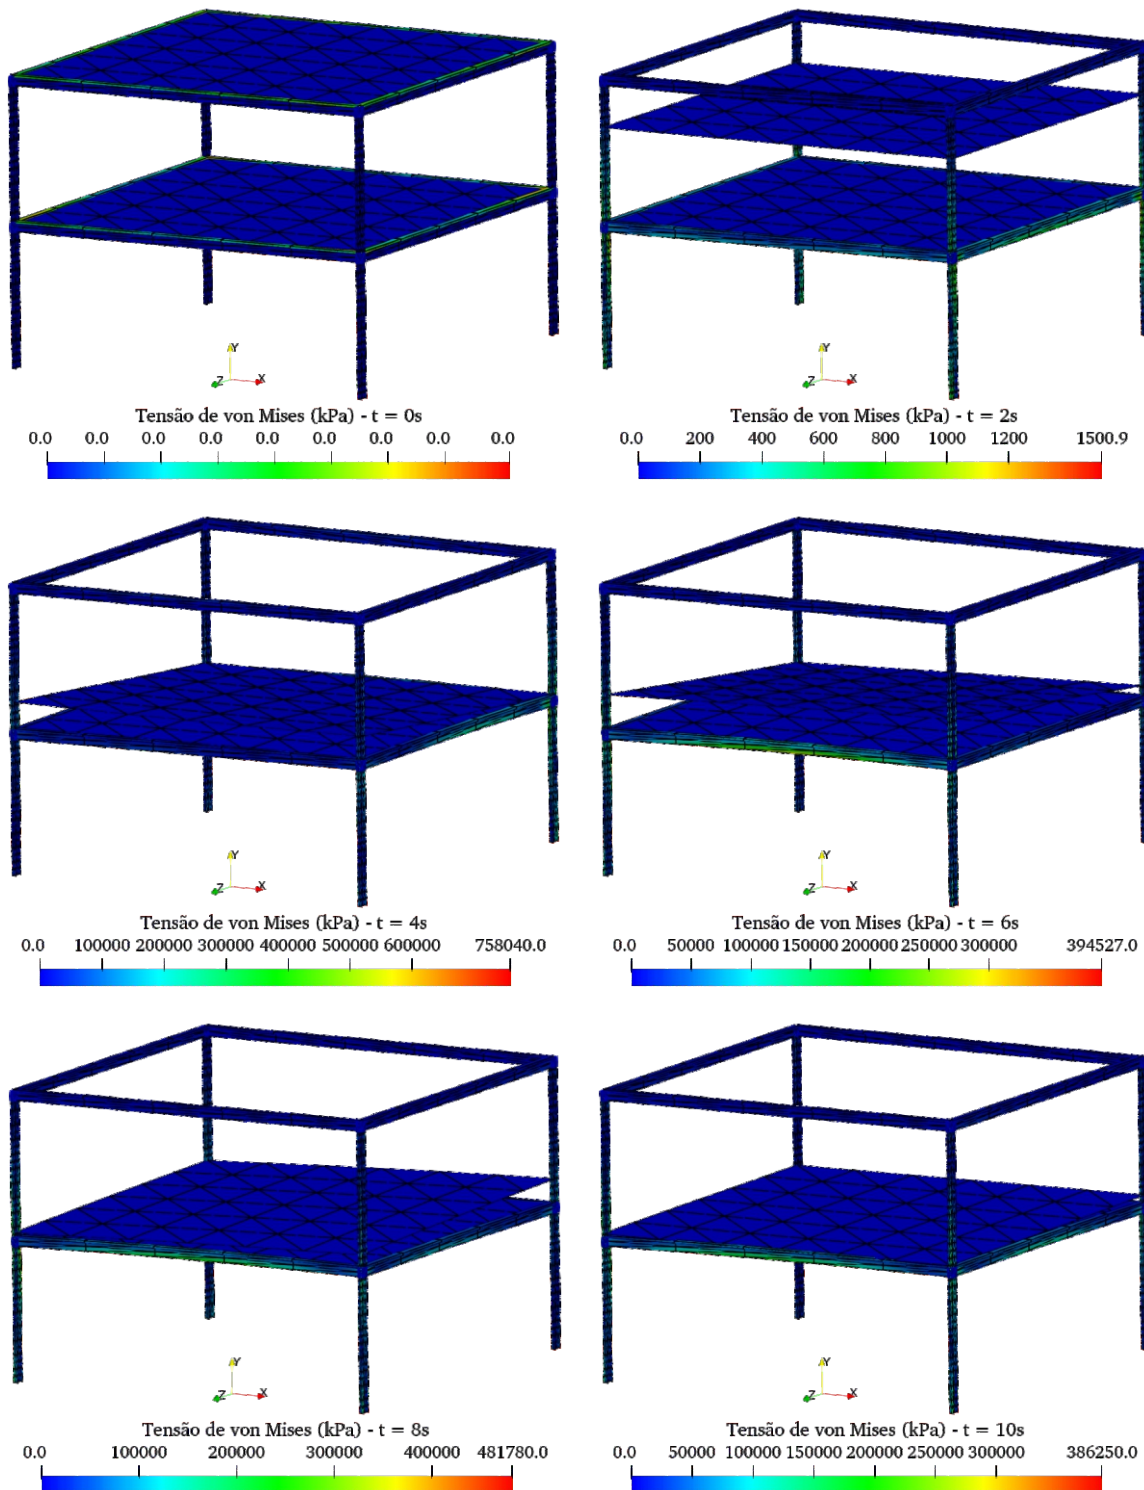 Y
Z X
Tensão de von Mises (kPa) - t = 0s
0.0 0.0 0.0 0.0 0.0 0.0 0.0 0.0 0.0
Y
Z X
Tensão de von Mises (kPa) - t = 2s
0.0 200 400 600 800 1000 1200 1500.9
Y
Z X
Tensão de von Mises (kPa) - t = 4s
0.0 100000 200000 300000 400000 500000 600000 758040.0
Y
Z X
Tensão de von Mises (kPa) - t = 6s
0.0 50000 100000 150000 200000 250000 300000 394527.0
Y
Z X
Tensão de von Mises (kPa) - t = 8s
0.0 100000 200000 300000 400000 481780.0
Y
Z X
Tensão de von Mises (kPa) - t = 10s
0.0 50000 100000 150000 200000 250000 300000 386250.0